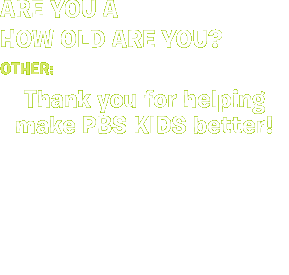 ARE YOU A
HOW OLD ARE YOU?
OTHER:
Thank you for helping
make PBS KIDS better!